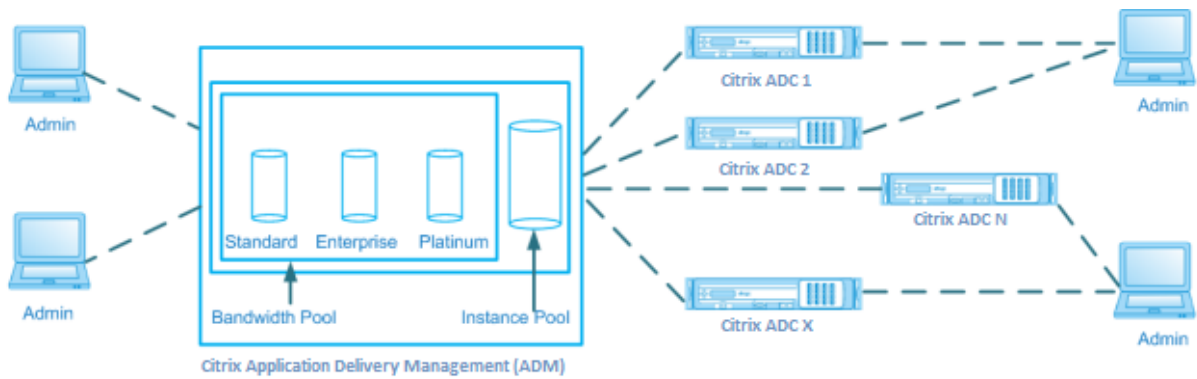 Admin
Admin
Standard
Enterprise
Platinum
Bandwidth Pool
Instance Pool
Citrix Application Delivery Management (ADM)
Citrix ADC 1
Citrix ADC 2
Citrix ADC N
Citrix ADC X
Admin
Admin